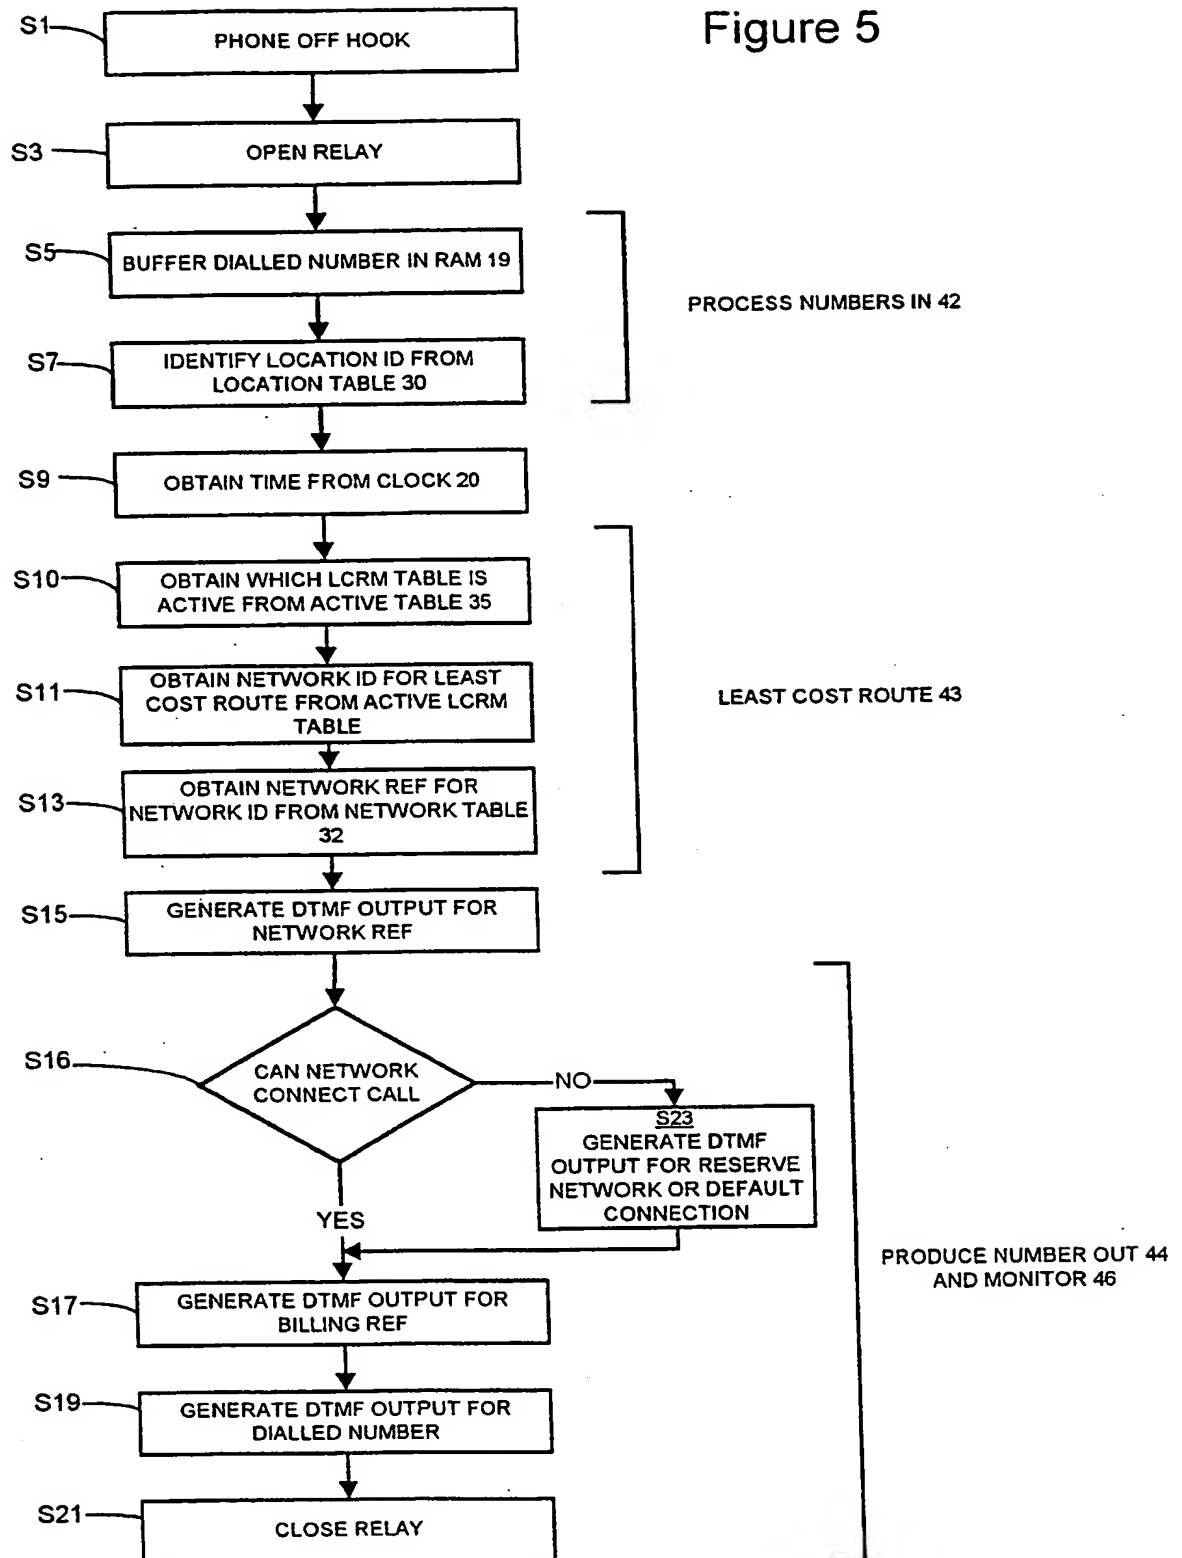 Figure 5
S1
PHONE OFF HOOK
S3
OPEN RELAY
S5
BUFFER DIALLED NUMBER IN RAM 19
PROCESS NUMBERS IN 42
S7
IDENTIFY LOCATION ID FROM
LOCATION TABLE 30
S9
OBTAIN TIME FROM CLOCK 20
S10
OBTAIN WHICH LCRM TABLE IS
ACTIVE FROM ACTIVE TABLE 35
S11
OBTAIN NETWORK ID FOR LEAST
COST ROUTE FROM ACTIVE LCRM
TABLE
LEAST COST ROUTE 43
S13
OBTAIN NETWORK REF FOR
NETWORK ID FROM NETWORK TABLE
32
S15
GENERATE DTMF OUTPUT FOR
NETWORK REF
S16
CAN NETWORK
CONNECT CALL
NO
S23
GENERATE DTMF
OUTPUT FOR RESERVE
NETWORK OR DEFAULT
CONNECTION
YES
PRODUCE NUMBER OUT 44
AND MONITOR 46
S17
GENERATE DTMF OUTPUT FOR
BILLING REF
S19
GENERATE DTMF OUTPUT FOR
DIALLED NUMBER
S21
CLOSE RELAY